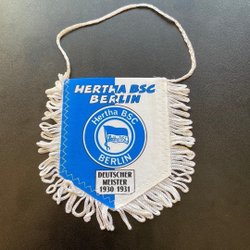 HERTHA BSC
BERLIN
Hertha BSC
BERLIN
DEUTSCHER
MEISTER
1930 1931